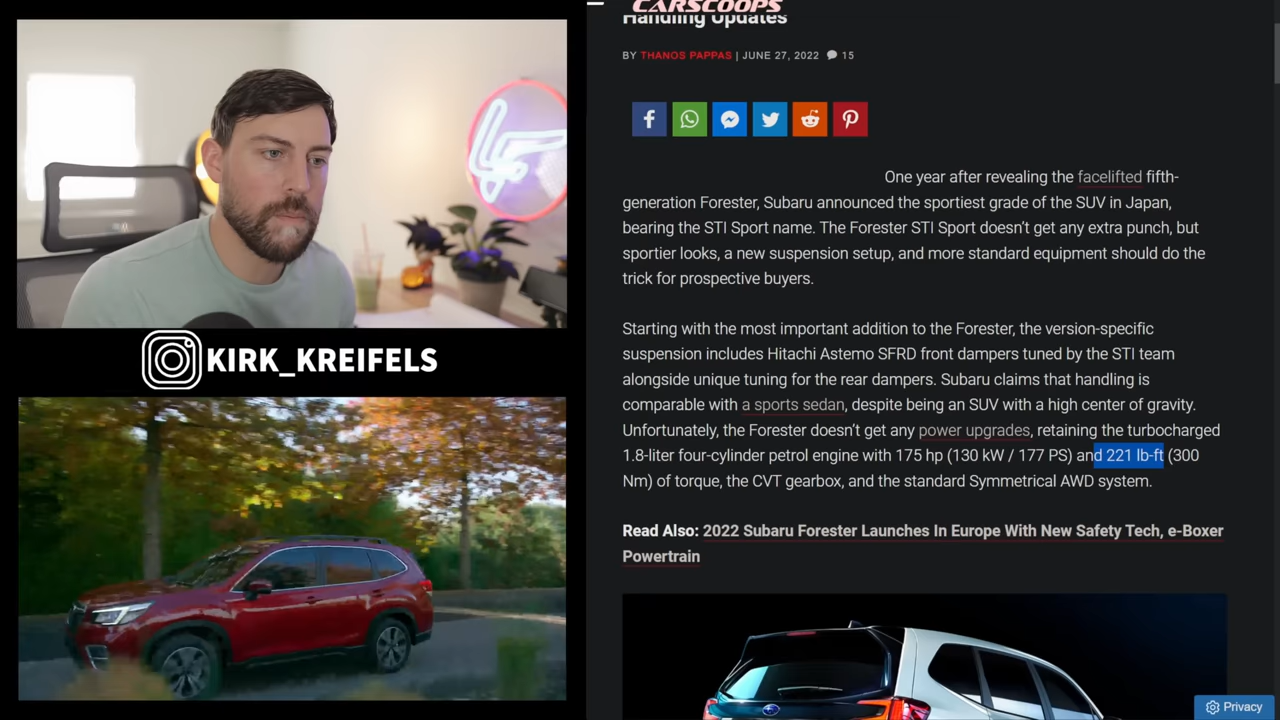 CARSCOOPS
Handling Updates
BY THANOS PAPPAS | JUNE 27, 2022 15
One year after revealing the facelifted fifth-
generation Forester, Subaru announced the sportiest grade of the SUV in Japan,
bearing the STI Sport name. The Forester STI Sport doesn't get any extra punch, but
sportier looks, a new suspension setup, and more standard equipment should do the
trick for prospective buyers.
Starting with the most important addition to the Forester, the version-specific
suspension includes Hitachi Astemo SFRD front dampers tuned by the STI team
alongside unique tuning for the rear dampers. Subaru claims that handling is
comparable with a sports sedan, despite being an SUV with a high center of gravity.
Unfortunately, the Forester doesn't get any power upgrades, retaining the turbocharged
1.8-liter four-cylinder petrol engine with 175 hp (130 kW / 177 PS) and 221 lb-ft (300
Nm) of torque, the CVT gearbox, and the standard Symmetrical AWD system.
Read Also: 2022 Subaru Forester Launches In Europe With New Safety Tech, e-Boxer
Powertrain
Privacy
KIRK_KREIFELS